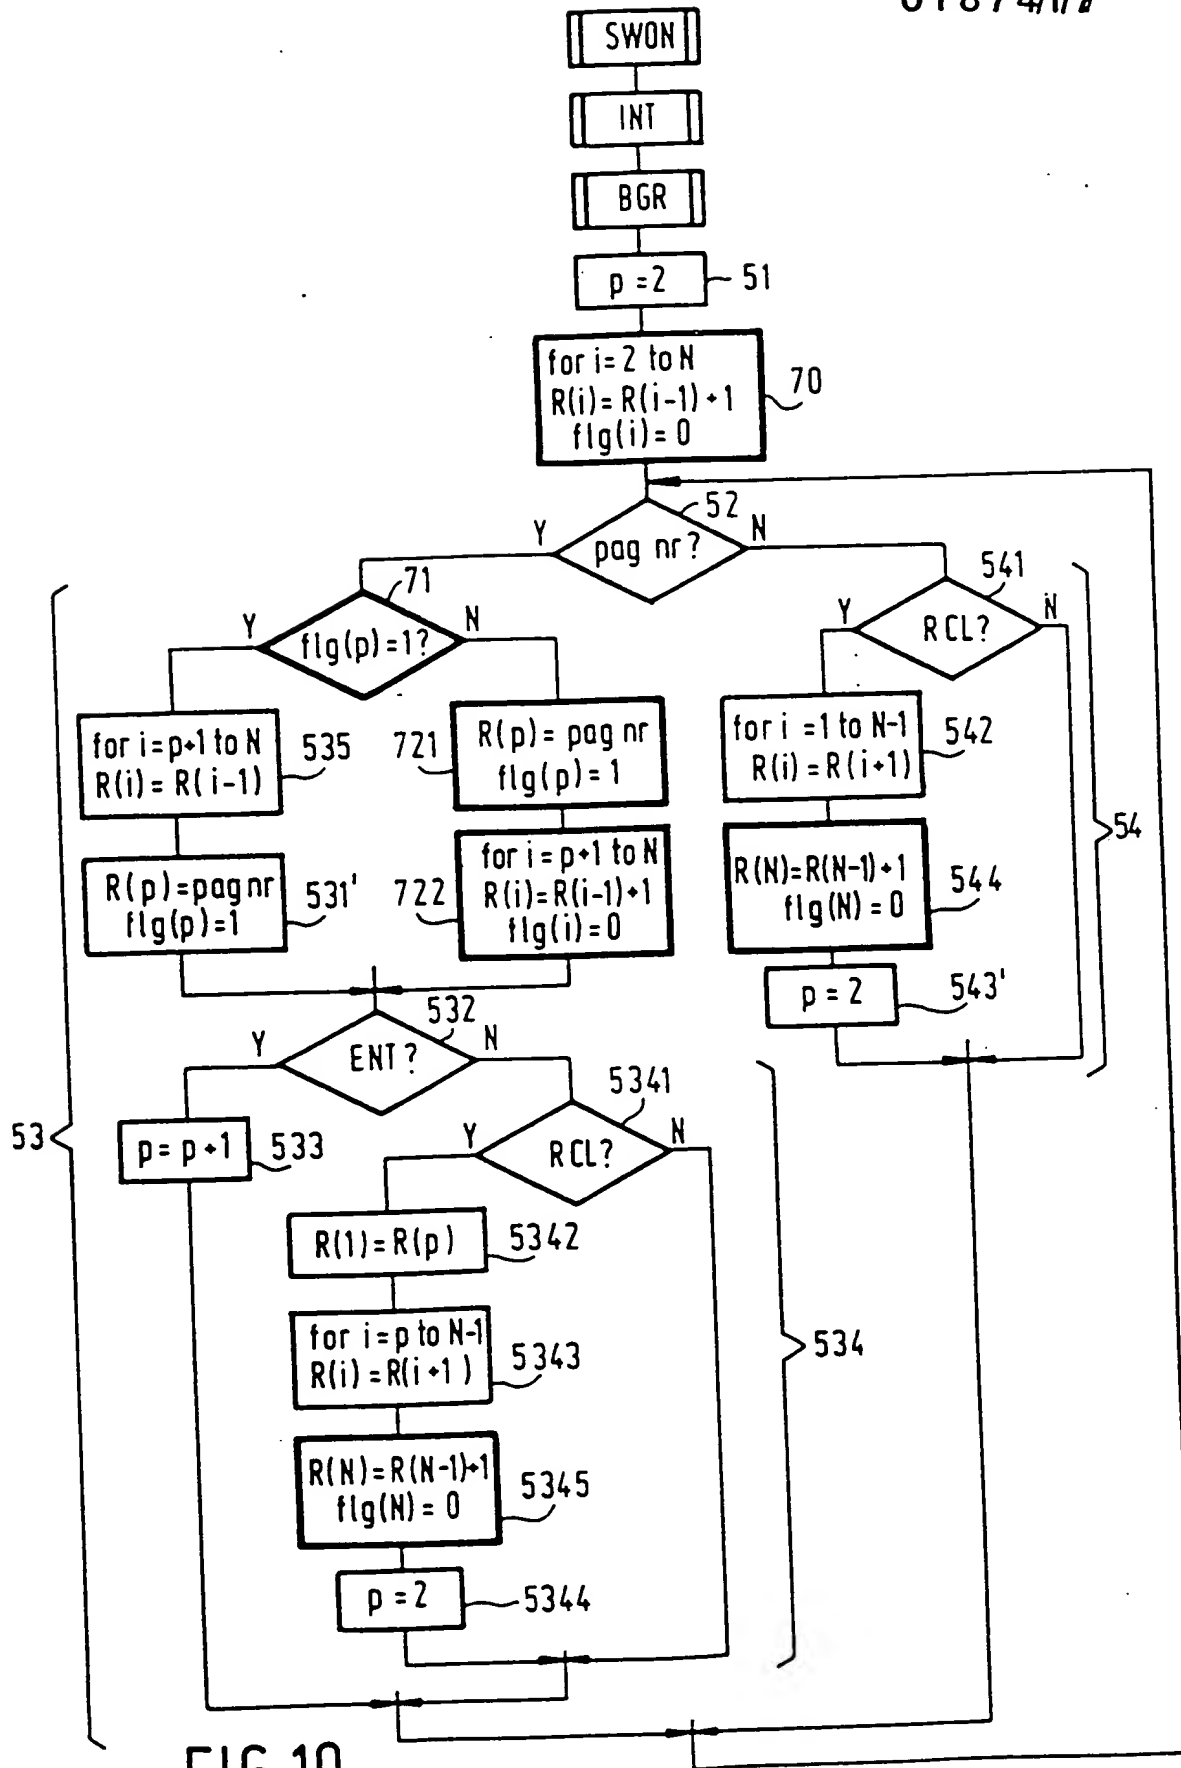 SWON
INT
BGR
p = 2
51
for i = 2 to N
R(i) = R(i-1) + 1
flg(i) = 0
70
52
Y
pag nr?
N
71
Y
flg(p) = 1?
N
541
Y
RCL?
N
for i = p+1 to N
R(i) = R(i-1)
535
721
R(p) = pag nr
flg(p) = 1
for i = 1 to N-1
R(i) = R(i+1)
542
54
R(p) = pag nr
flg(p) = 1
531'
722
for i = p+1 to N
R(i) = R(i-1)+1
flg(i) = 0
R(N) = R(N-1)+1
flg(N) = 0
544
p = 2
543'
532
Y
ENT?
N
5341
53
p = p+1
533
Y
RCL?
N
R(1) = R(p)
5342
for i = p to N-1
R(i) = R(i+1)
5343
534
R(N) = R(N-1)+1
flg(N) = 0
5345
p = 2
5344
FIG. 10